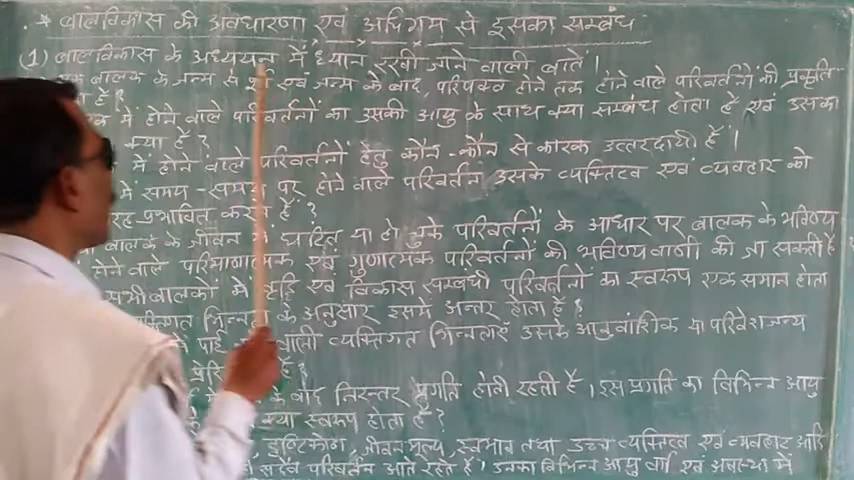 * बालविकास की अवधारणा एवं अधिगम से इसका सम्बंध
(1) बालविकास के अध्ययन में ध्यान रखी जाने वाली बातें।
एक बालक के जन्म से पूर्व एवं जन्म के बाद, परिपक्व होने तक होने वाले परिवर्तनों की प्रकृति
है?
में होने वाले परिवर्तनों का उसकी आयु के साथ क्या सम्बंध होता है एवं उसका
क्या है?
में होने वाले परिवर्तनों हेतु कौन-कौन से कारक उत्तरदायी हैं।
में समय-समय पर होने वाले परिवर्तन उसके व्यक्तित्व एवं व्यवहार को
प्रभावित करते हैं?
बालक के जीवन में घटित या हो चुके परिवर्तनों के आधार पर बालक के भविष्य
में होने वाले परिमाणात्मक एवं गुणात्मक परिवर्तनों की भविष्यवाणी की जा सकती है
सभी बालकों में वृद्धि एवं विकास सम्बंधी परिवर्तनों का स्वरूप एक समान होता
भिन्नता के अनुसार इसमें अन्तर होता है?
में वाली व्यक्तिगत भिन्नताएँ उसके आनुवांशिक या परिवेशजन्य
है?
के बाद निरन्तर प्रगति होती रहती है, इस प्रगति का विभिन्न आयु
क्या स्वरूप होता है?
दृष्टिकोण, जीवनमूल्य, स्वभाव तथा उच्च व्यक्तित्व एवं व्यवहार आदि
सदैव परिवर्तन आते रहते हैं। उनका विभिन्न आयु वर्ग एवं अवस्था में